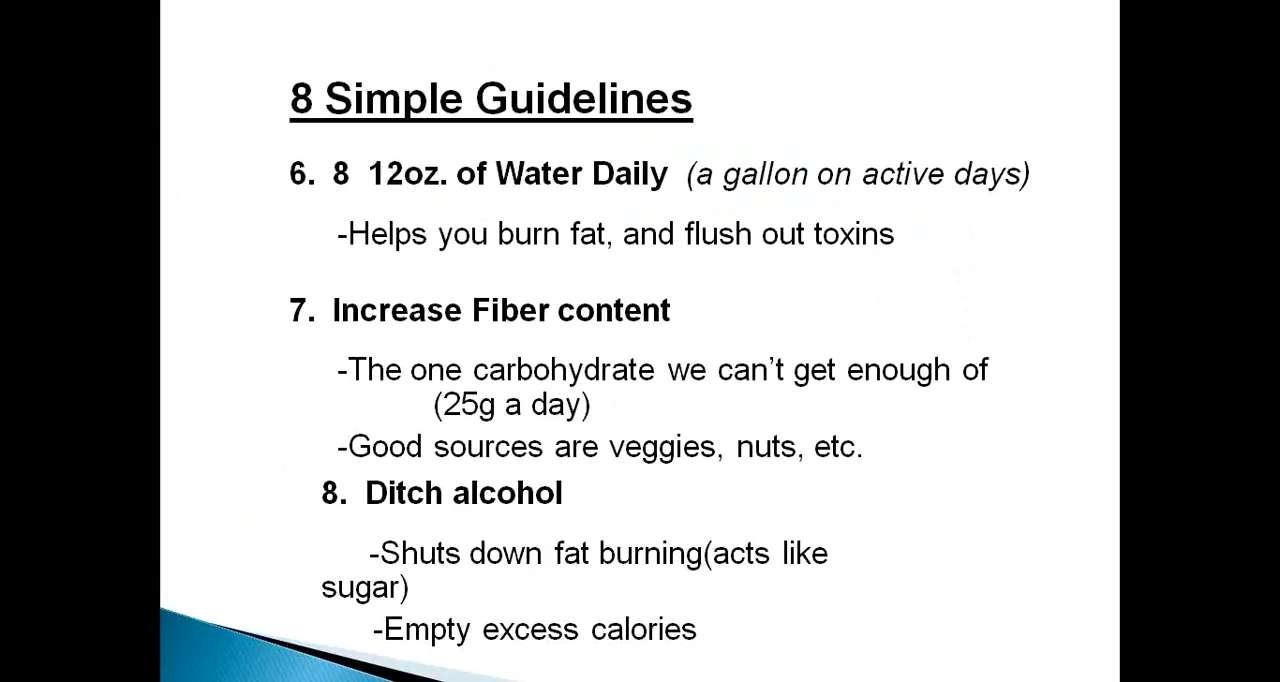 8 Simple Guidelines
6. 8 12oz. of Water Daily (a gallon on active days)
-Helps you burn fat, and flush out toxins
7. Increase Fiber content
-The one carbohydrate we can't get enough of
(25g a day)
-Good sources are veggies, nuts, etc.
8. Ditch alcohol
-Shuts down fat burning(acts like
sugar)
-Empty excess calories